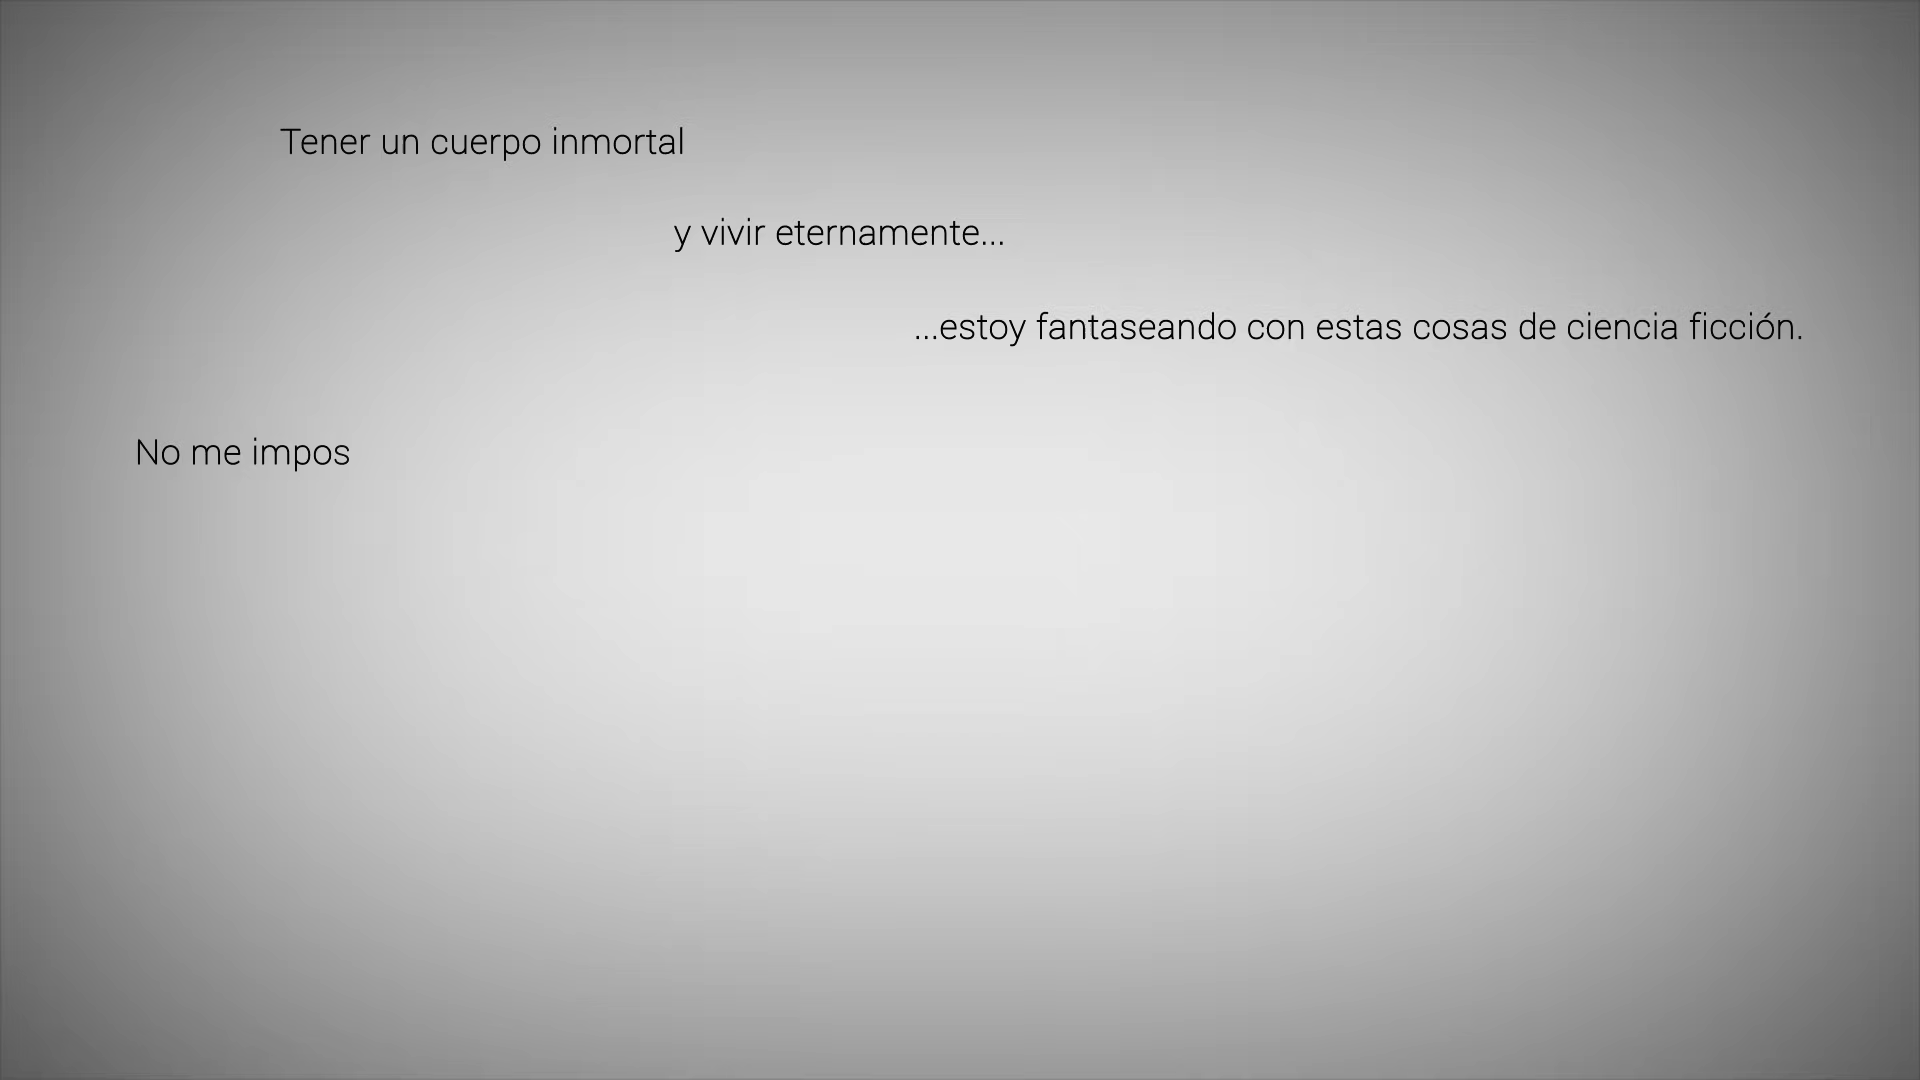 Tener un cuerpo inmortal
y vivir eternamente...
...estoy fantaseando con estas cosas de ciencia ficción.
No me impos